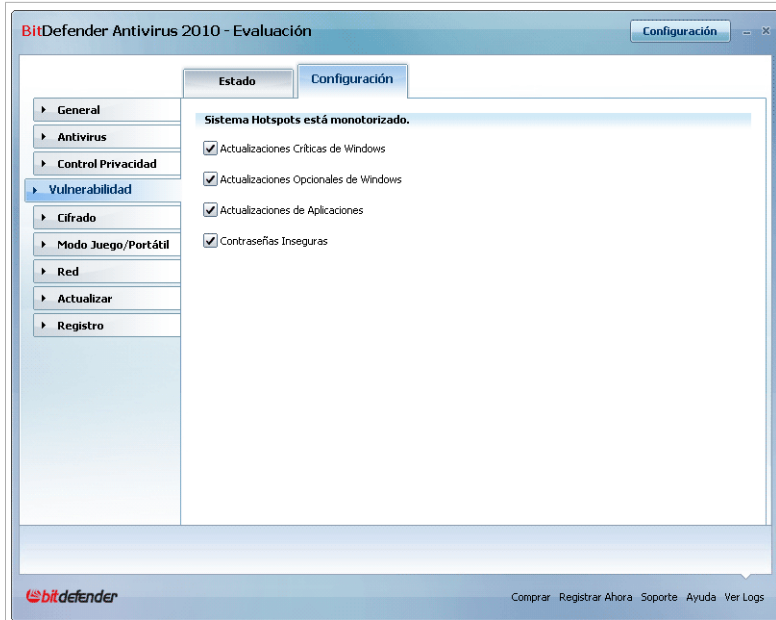 BitDefender Antivirus 2010 - Evaluación
Configuración
Estado
Configuración
General
Antivirus
Control Privacidad
Vulnerabilidad
Cifrado
Modo Juego/Portátil
Red
Actualizar
Registro
Sistema Hotspots está monotorizado.
Actualizaciones Críticas de Windows
Actualizaciones Opcionales de Windows
Actualizaciones de Aplicaciones
Contraseñas Inseguras
bitdefender
Comprar Registrar Ahora Soporte Ayuda Ver Logs